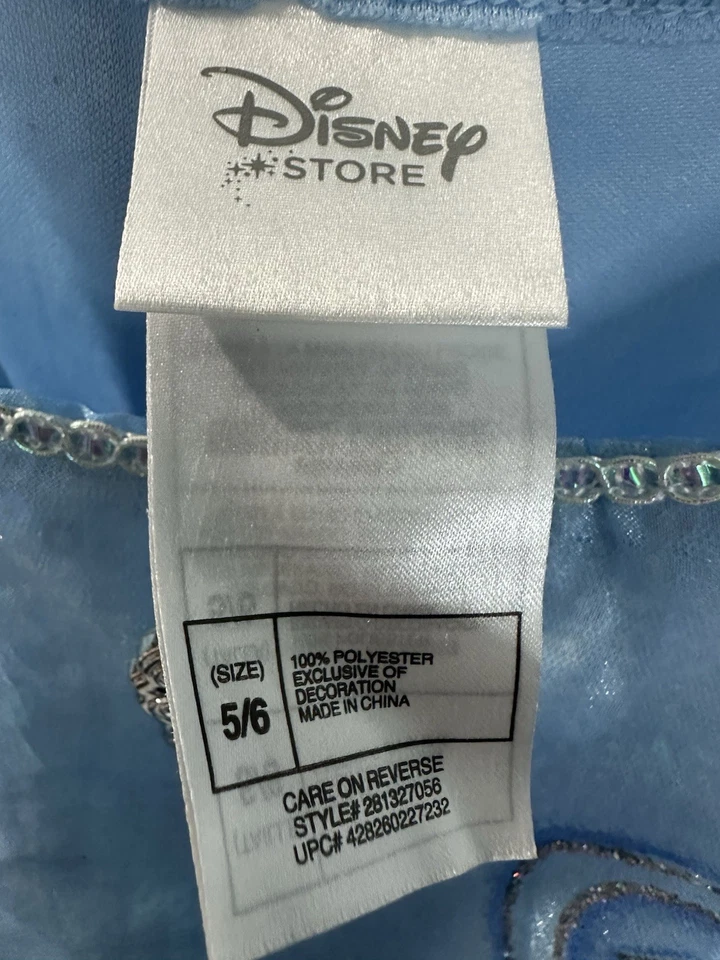 Disney
STORE
(SIZE)
5/6
100% POLYESTER
EXCLUSIVE OF
DECORATION
MADE IN CHINA
CARE ON REVERSE
STYLE# 281327056
UPC# 428260227232